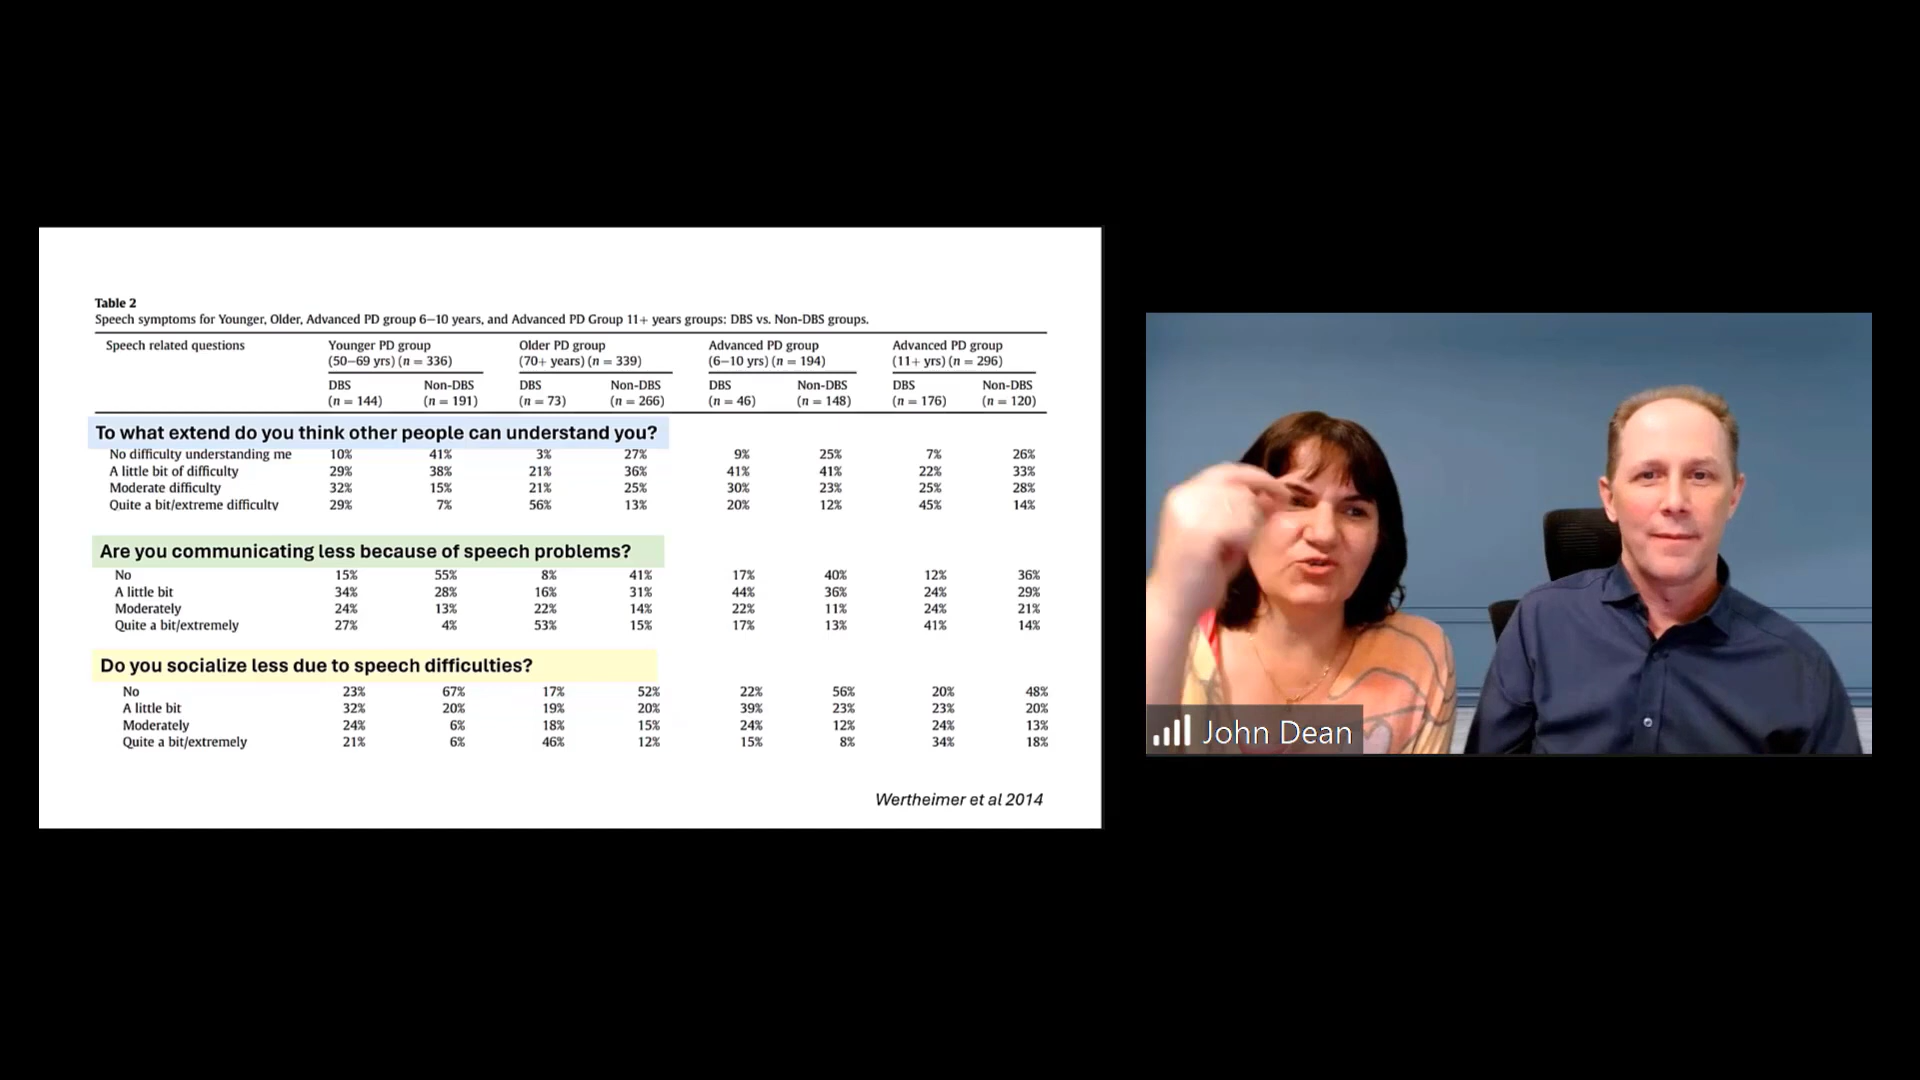 Table 2
Speech symptoms for Younger, Older, Advanced PD group 6–10 years, and Advanced PD Group 11+ years groups: DBS vs. Non-DBS groups.
Speech related questions Younger PD group Older PD group Advanced PD group Advanced PD group
(50–69 yrs) (n = 336) (70+ years) (n = 339) (6–10 yrs) (n = 194) (11+ yrs) (n = 296)
DBS Non-DBS DBS Non-DBS DBS Non-DBS DBS Non-DBS
(n = 144) (n = 191) (n = 73) (n = 266) (n = 46) (n = 148) (n = 176) (n = 120)
To what extend do you think other people can understand you?
No difficulty understanding me 10% 41% 3% 27% 9% 25% 7% 26%
A little bit of difficulty 29% 38% 21% 36% 41% 41% 22% 33%
Moderate difficulty 32% 15% 21% 25% 30% 23% 25% 28%
Quite a bit/extreme difficulty 29% 7% 56% 13% 20% 12% 45% 14%
Are you communicating less because of speech problems?
No 15% 55% 8% 41% 17% 40% 12% 36%
A little bit 34% 28% 16% 31% 44% 36% 24% 29%
Moderately 24% 13% 22% 14% 22% 11% 24% 21%
Quite a bit/extremely 27% 4% 53% 15% 17% 13% 41% 14%
Do you socialize less due to speech difficulties?
No 23% 67% 17% 52% 22% 56% 20% 48%
A little bit 32% 20% 19% 20% 39% 23% 23% 20%
Moderately 24% 6% 18% 15% 24% 12% 24% 13%
Quite a bit/extremely 21% 6% 46% 12% 15% 8% 34% 18%
Wertheimer et al 2014
John Dean